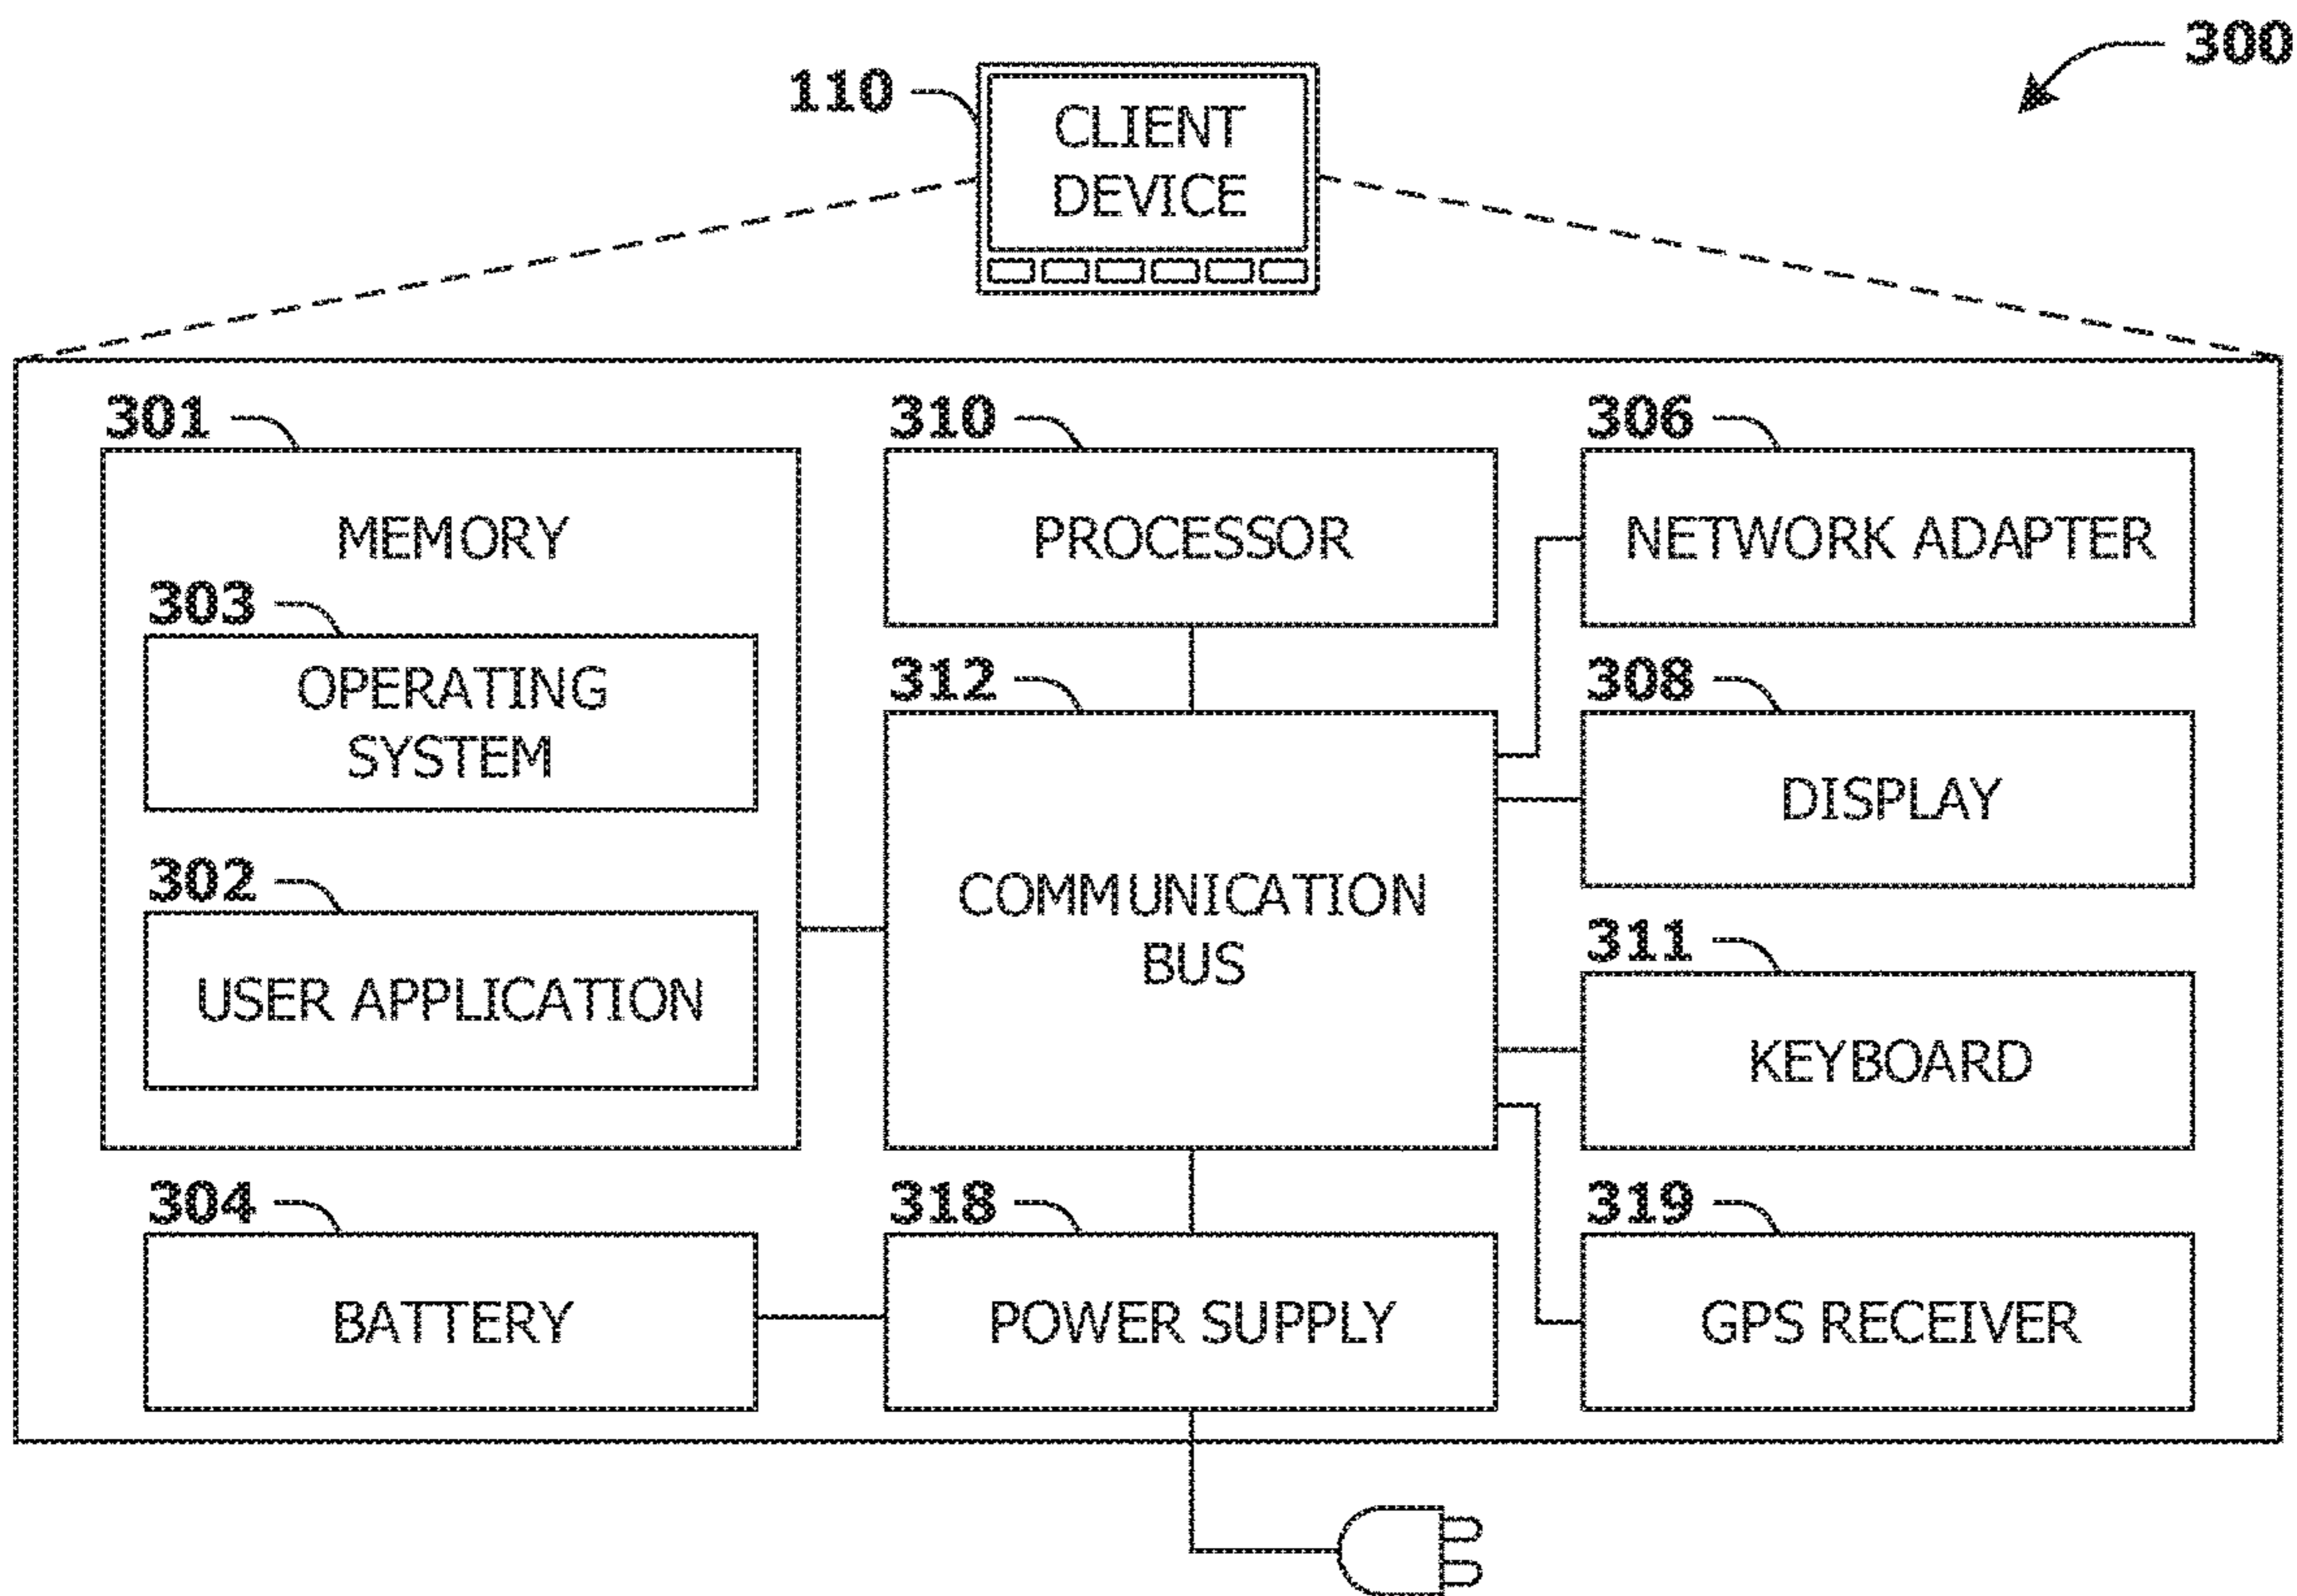 300
110
CLIENT
DEVICE
301
MEMORY
303
OPERATING
SYSTEM
302
USER APPLICATION
304
BATTERY
310
PROCESSOR
312
COMMUNICATION
BUS
318
POWER SUPPLY
306
NETWORK ADAPTER
308
DISPLAY
311
KEYBOARD
319
GPS RECEIVER